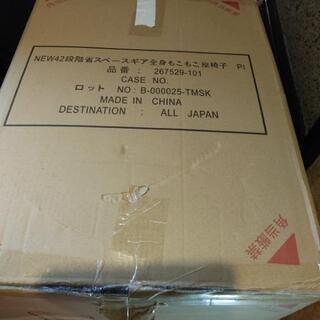 NEW42段階省スペースギア全身もこもこ座椅子 PI
品番: 267529-101
CASE NO.
ロット NO: B-000025-TMSK
MADE IN CHINA
DESTINATION: ALL JAPAN